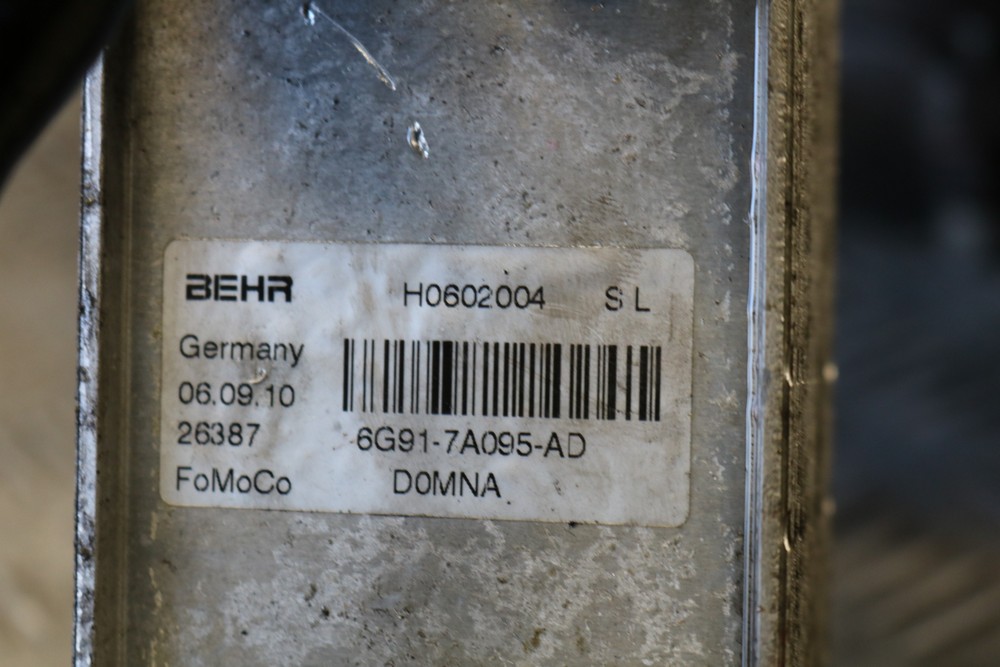 BEHR H0602004 S L
Germany
06.09.10
26387 6G91-7A095-AD
FoMoCo D0MNA